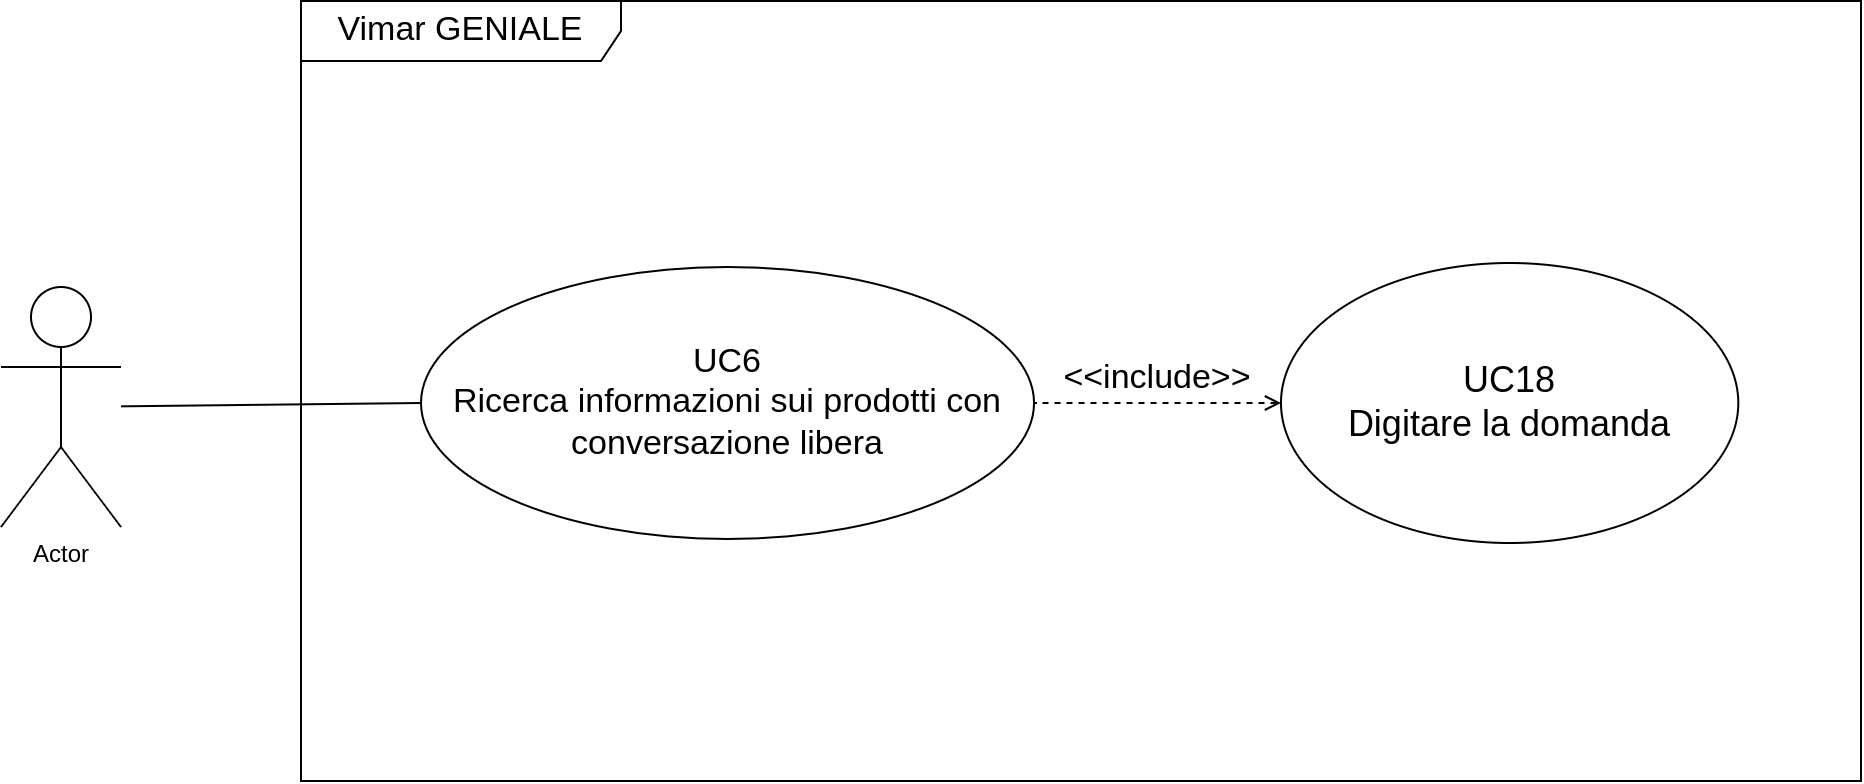 Vimar GENIALE
UC6
Ricerca informazioni sui prodotti con
conversazione libera
<<include>>
UC18
Digitare la domanda
Actor